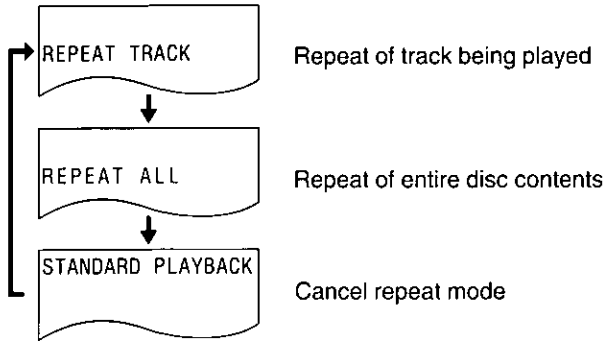 REPEAT TRACK
Repeat of track being played
REPEAT ALL
Repeat of entire disc contents
STANDARD PLAYBACK
Cancel repeat mode